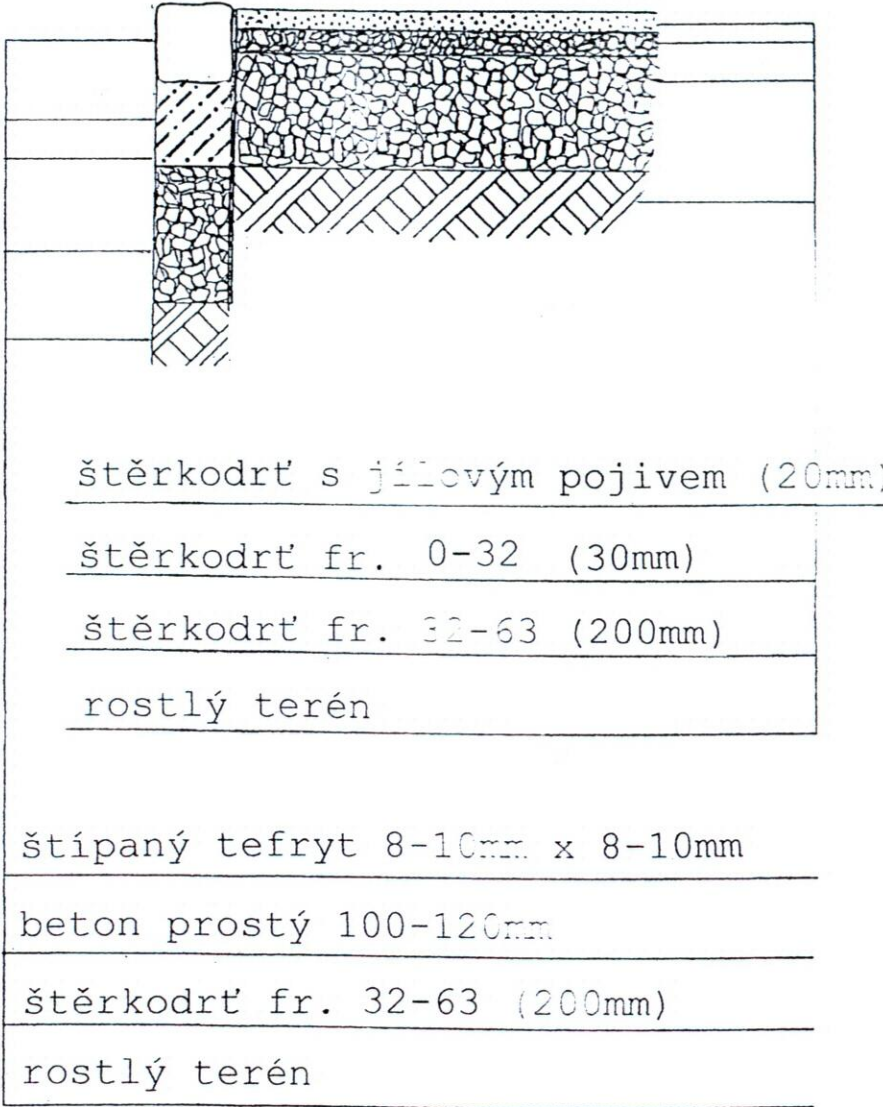 štěrkodrť s jílovým pojivem (20mm)
štěrkodrť fr. 0-32 (30mm)
štěrkodrť fr. 32-63 (200mm)
rostlý terén
štípaný tefryt 8-10mm x 8-10mm
beton prostý 100-120mm
štěrkodrť fr. 32-63 (200mm)
rostlý terén